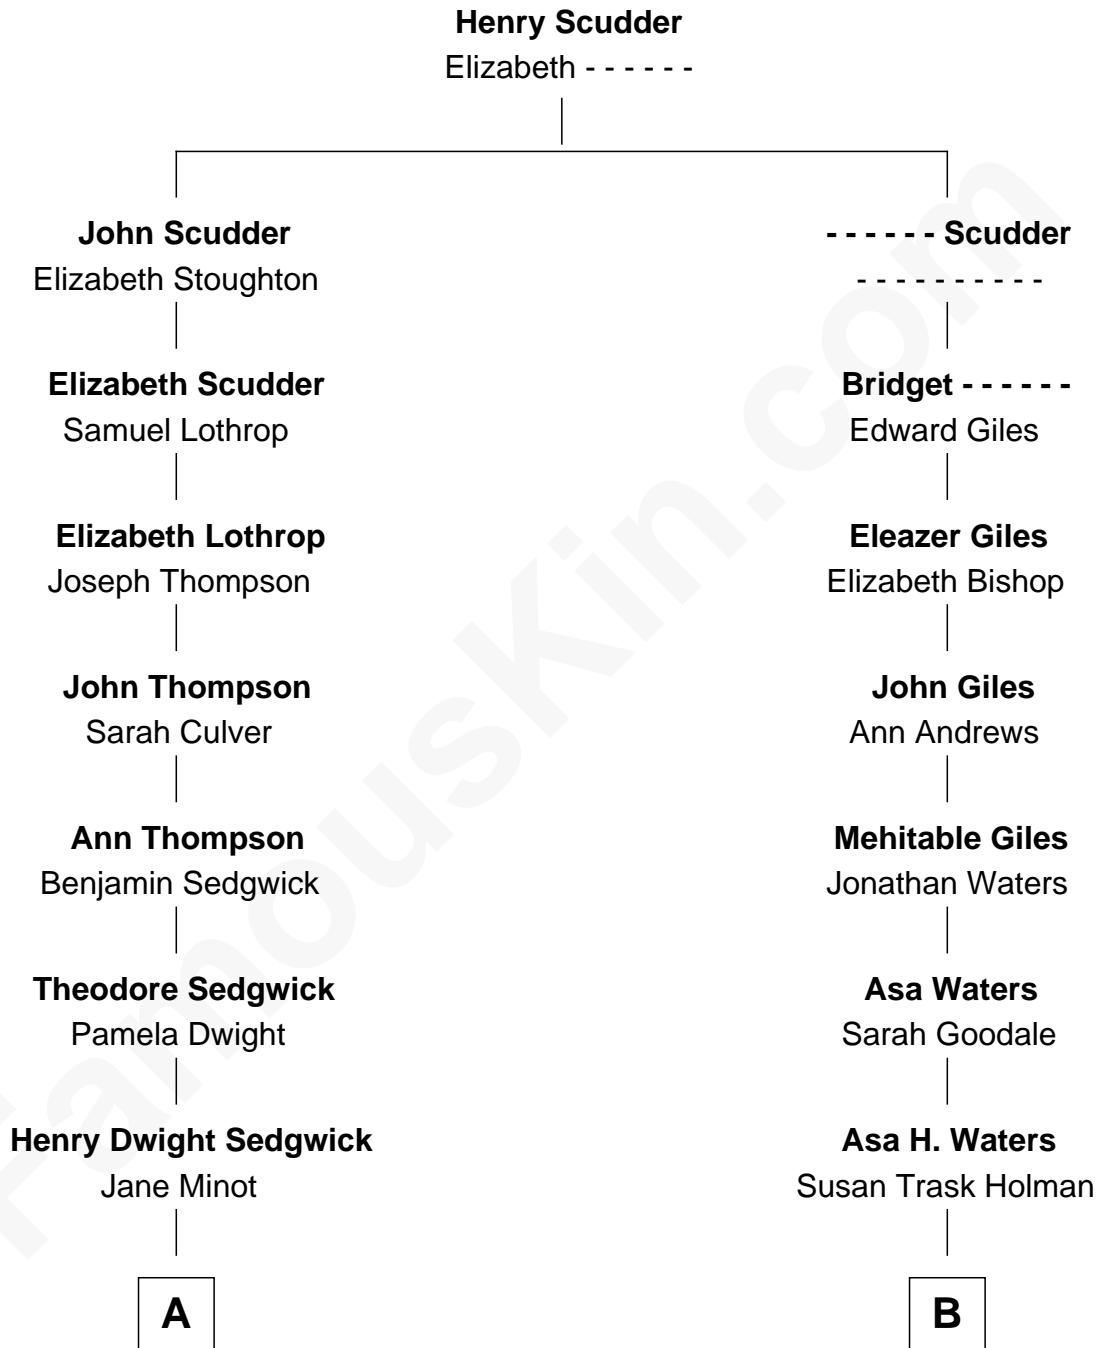 Henry Scudder
Elizabeth - - - - - -
John Scudder
Elizabeth Stoughton
- - - - - - Scudder
- - - - - - - - - -
Elizabeth Scudder
Samuel Lothrop
Bridget - - - - - -
Edward Giles
Elizabeth Lothrop
Joseph Thompson
Eleazer Giles
Elizabeth Bishop
John Thompson
Sarah Culver
John Giles
Ann Andrews
Ann Thompson
Benjamin Sedgwick
Mehitable Giles
Jonathan Waters
Theodore Sedgwick
Pamela Dwight
Asa Waters
Sarah Goodale
Henry Dwight Sedgwick
Jane Minot
Asa H. Waters
Susan Trask Holman
A
B
FamousKin.com